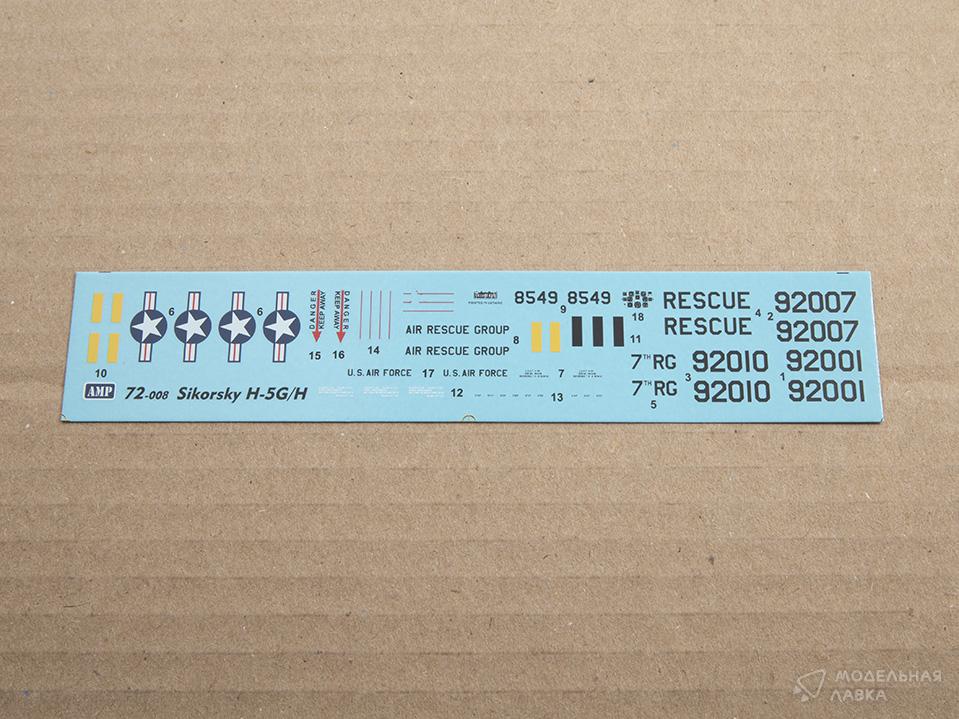 8549 8549
RESCUE 92007
RESCUE 92007
6 6
DANGER
KEEP AWAY
KEEP AWAY
DANGER
AIR RESCUE GROUP
AIR RESCUE GROUP
9 18 4 2
8 11
15 16 14
7TH RG 92010 92001
10
U.S. AIR FORCE 17 U.S. AIR FORCE 7
3 1
AMP 72-008 Sikorsky H-5G/H
12 13
7TH RG 92010 92001
5
МОДЕЛЬНАЯ
ЛАВКА